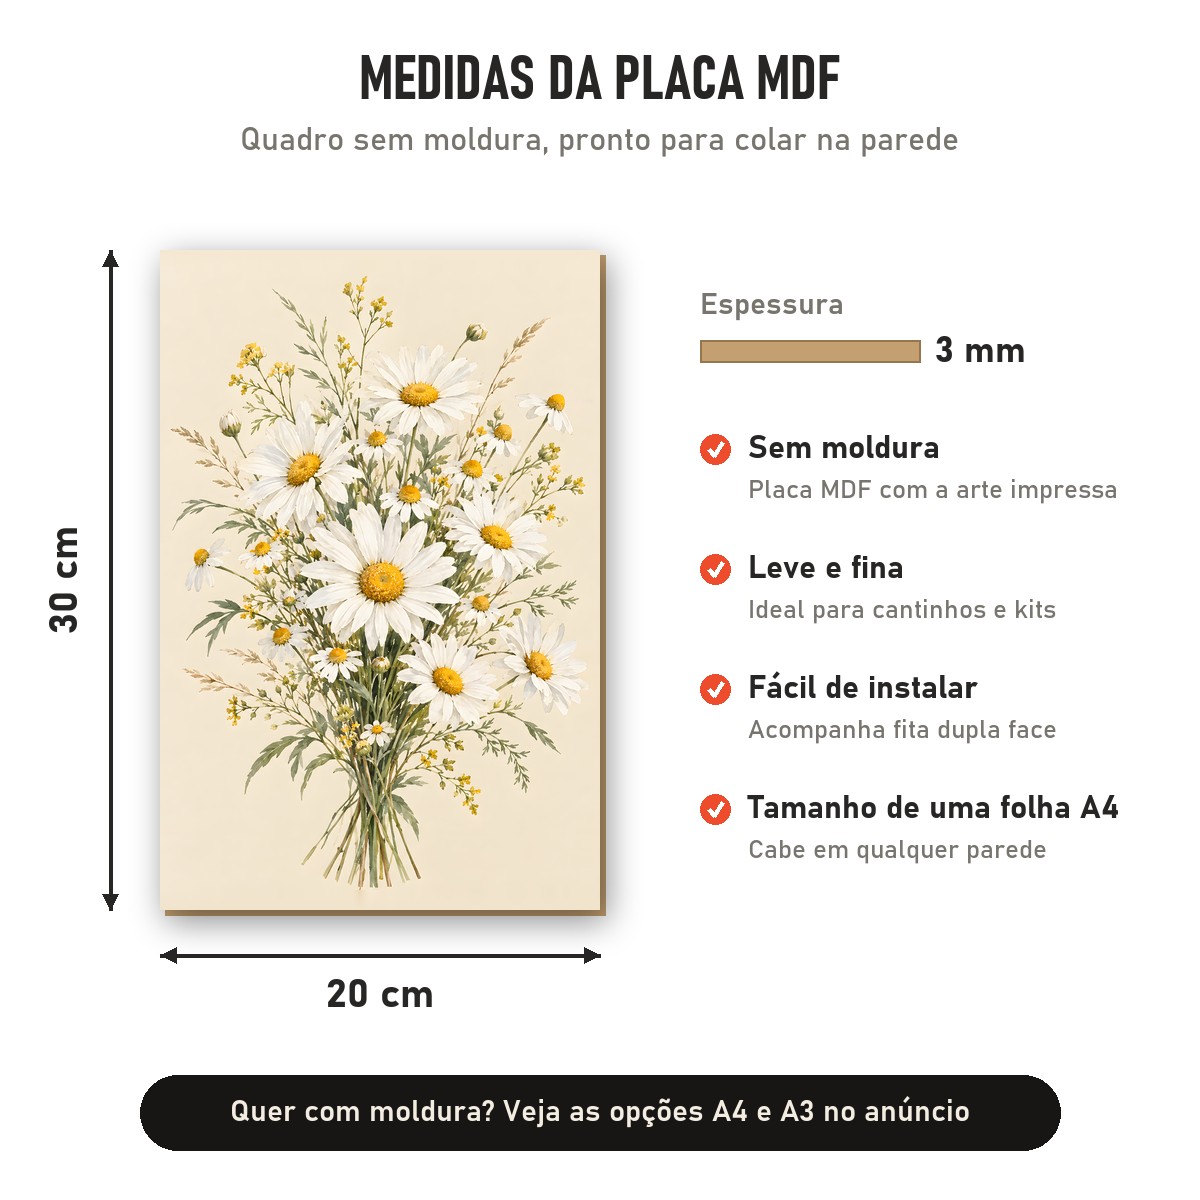 MEDIDAS DA PLACA MDF
Quadro sem moldura, pronto para colar na parede
30 cm
20 cm
Espessura
3 mm
Sem moldura
Placa MDF com a arte impressa
Leve e fina
Ideal para cantinhos e kits
Fácil de instalar
Acompanha fita dupla face
Tamanho de uma folha A4
Cabe em qualquer parede
Quer com moldura? Veja as opções A4 e A3 no anúncio